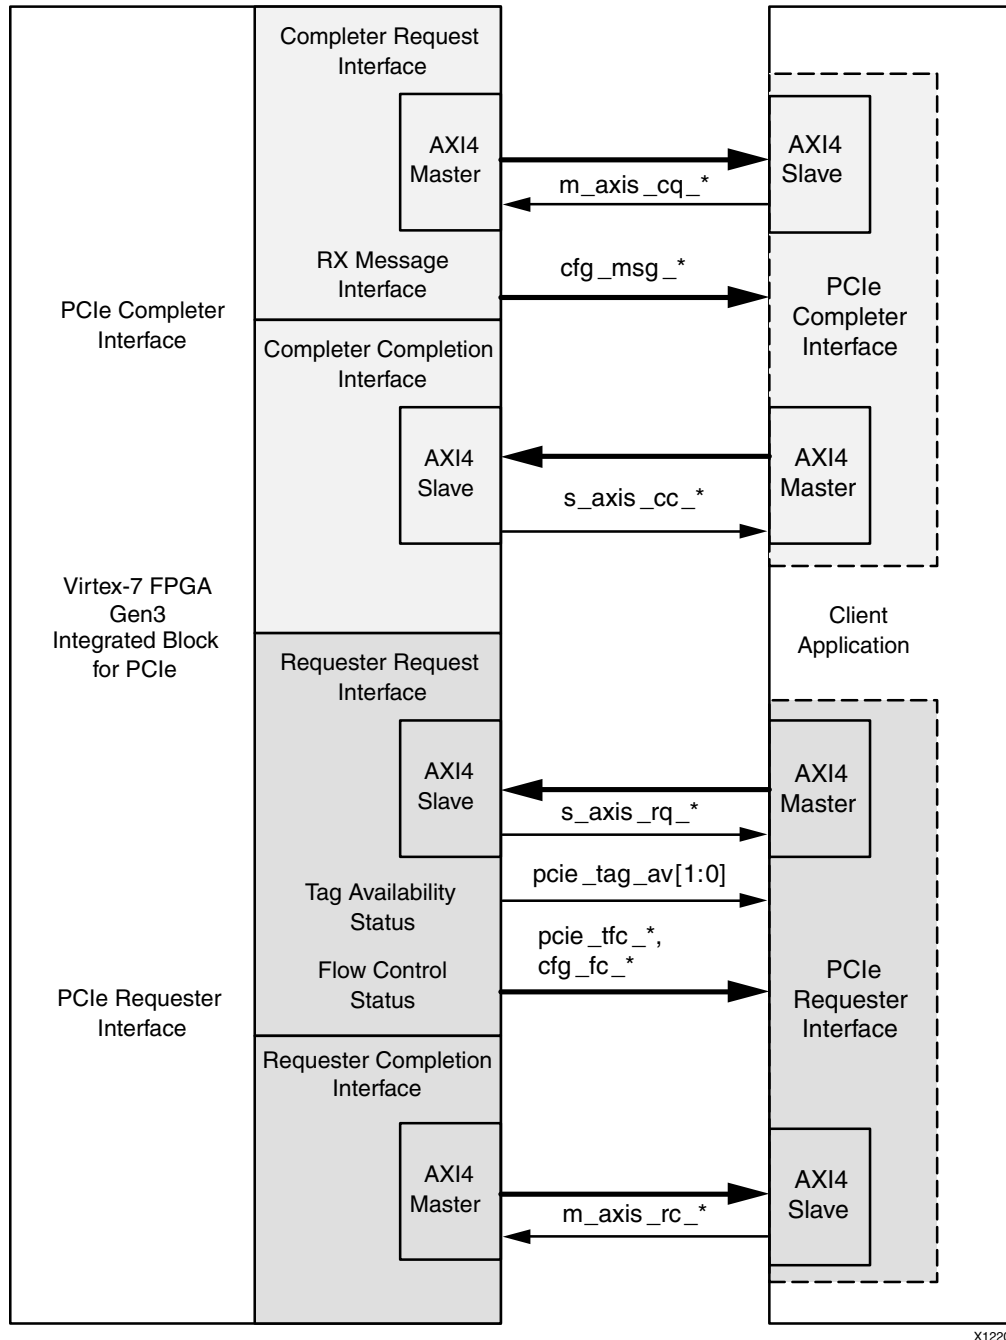 Completer Request
Interface
AXI4
Master
m_axis_cq_*
AXI4
Slave
RX Message
Interface
cfg_msg_*
PCIe Completer
Interface
PCIe
Completer
Interface
Completer Completion
Interface
AXI4
Slave
s_axis_cc_*
AXI4
Master
Virtex-7 FPGA
Gen3
Integrated Block
for PCIe
Client
Application
Requester Request
Interface
AXI4
Slave
s_axis_rq_*
AXI4
Master
Tag Availability
Status
pcie_tag_av[1:0]
pcie_tfc_*,
cfg_fc_*
Flow Control
Status
PCIe Requester
Interface
PCIe
Requester
Interface
Requester Completion
Interface
AXI4
Master
m_axis_rc_*
AXI4
Slave